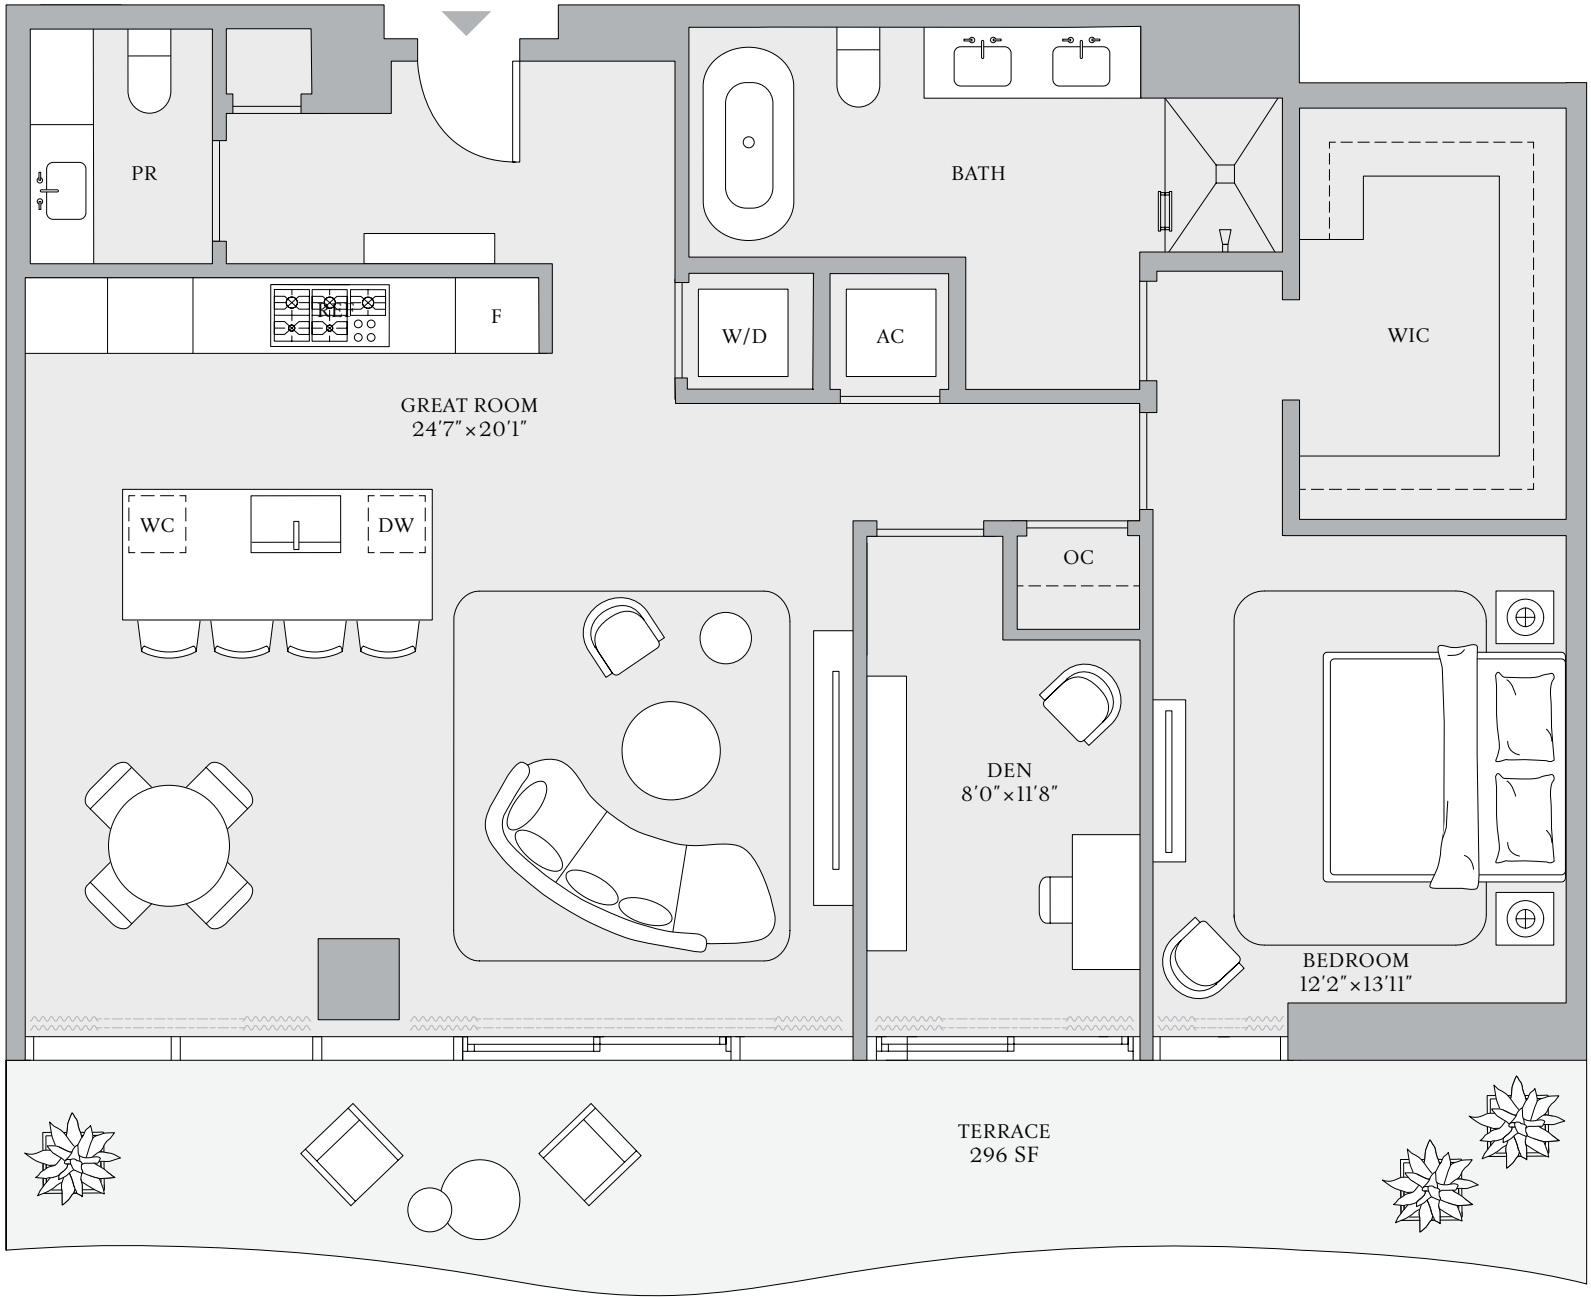 PR
BATH
REF
F
W/D
AC
WIC
GREAT ROOM
24'7"×20'1"
WC
DW
OC
DEN
8'0"×11'8"
BEDROOM
12'2"×13'11"
TERRACE
296 SF